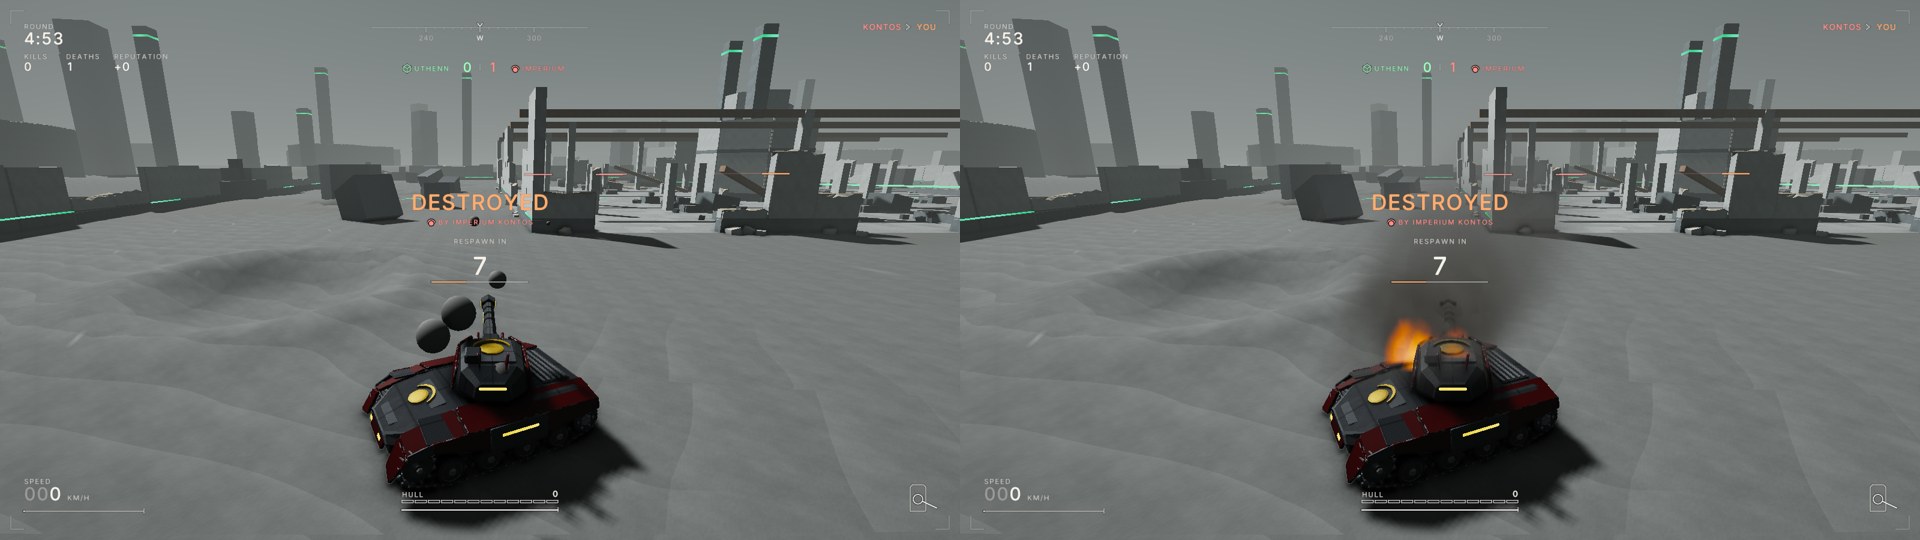 ROUND
4:53
KILLS DEATHS REPUTATION
0 1 +0
240 W 300
KONTOS > YOU
UTHENN 0 1 IMPERIUM
DESTROYED
BY IMPERIUM KONTOS
RESPAWN IN
7
SPEED
000 KM/H
HULL 0
ROUND
4:53
KILLS DEATHS REPUTATION
0 1 +0
240 W 300
KONTOS > YOU
UTHENN 0 1 IMPERIUM
DESTROYED
BY IMPERIUM KONTOS
RESPAWN IN
7
SPEED
000 KM/H
HULL 0